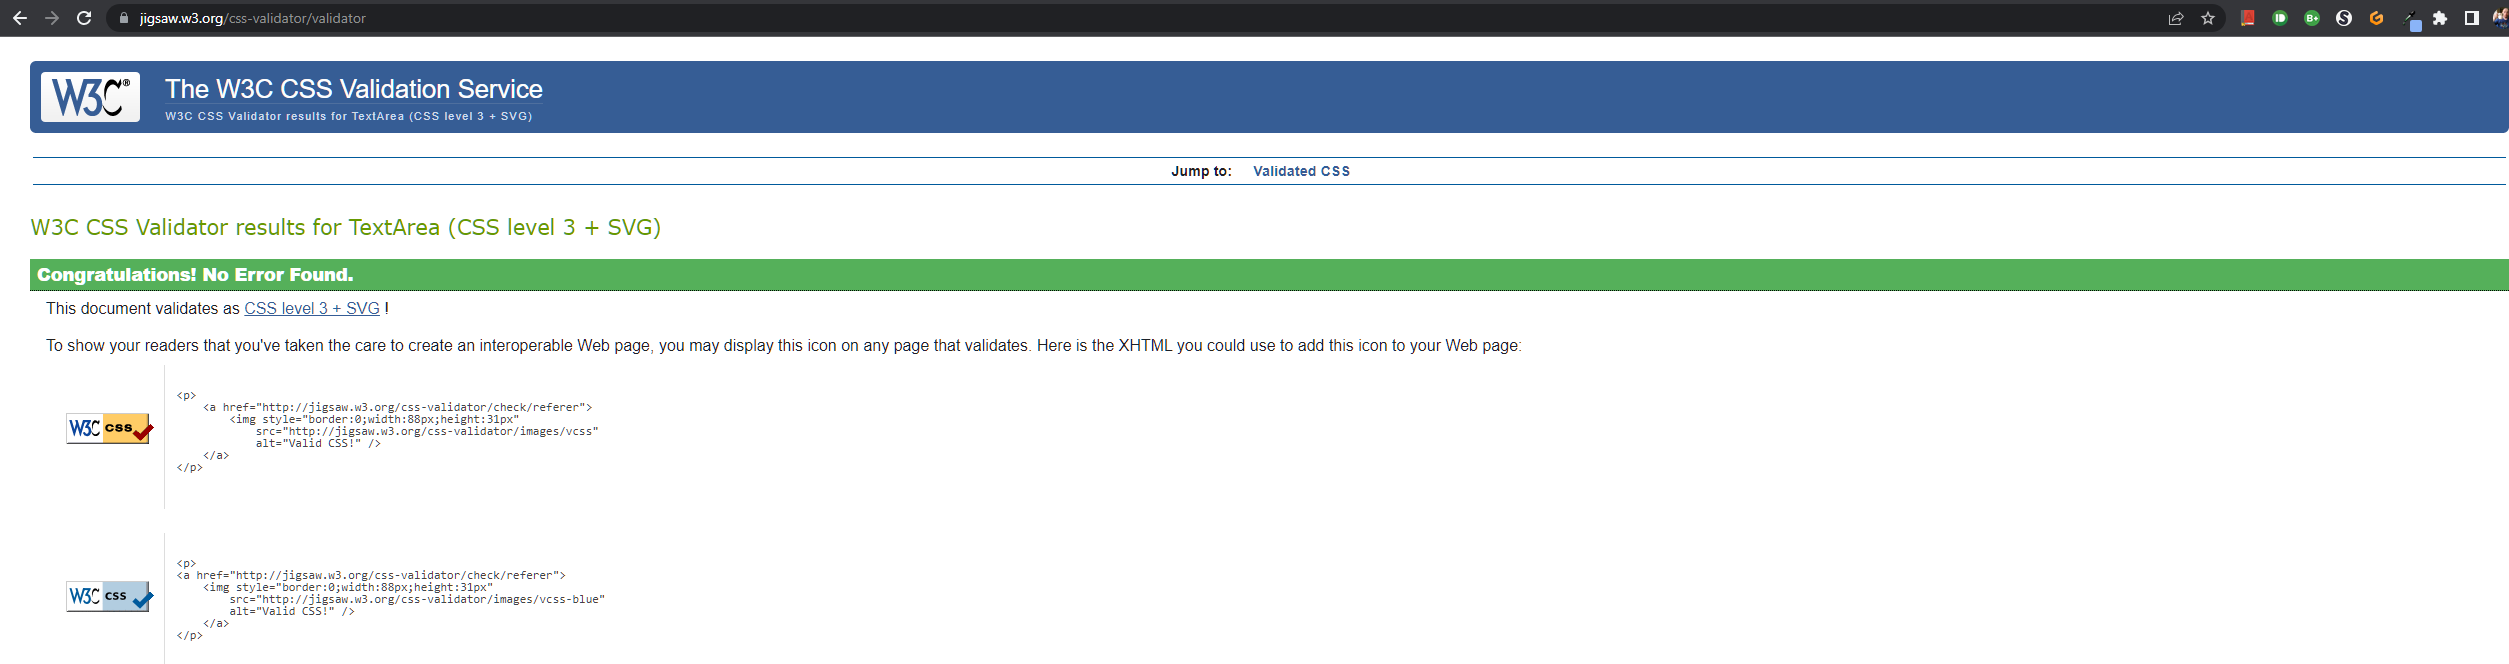 jigsaw.w3.org/css-validator/validator
W3C®
The W3C CSS Validation Service
W3C CSS Validator results for TextArea (CSS level 3 + SVG)
Jump to: Validated CSS
W3C CSS Validator results for TextArea (CSS level 3 + SVG)
Congratulations! No Error Found.
This document validates as CSS level 3 + SVG !
To show your readers that you've taken the care to create an interoperable Web page, you may display this icon on any page that validates. Here is the XHTML you could use to add this icon to your Web page:
W3C css
<p>
<a href="http://jigsaw.w3.org/css-validator/check/referer">
<img style="border:0;width:88px;height:31px"
src="http://jigsaw.w3.org/css-validator/images/vcss"
alt="Valid CSS!" />
</a>
</p>
W3C css
<p>
<a href="http://jigsaw.w3.org/css-validator/check/referer">
<img style="border:0;width:88px;height:31px"
src="http://jigsaw.w3.org/css-validator/images/vcss-blue"
alt="Valid CSS!" />
</a>
</p>